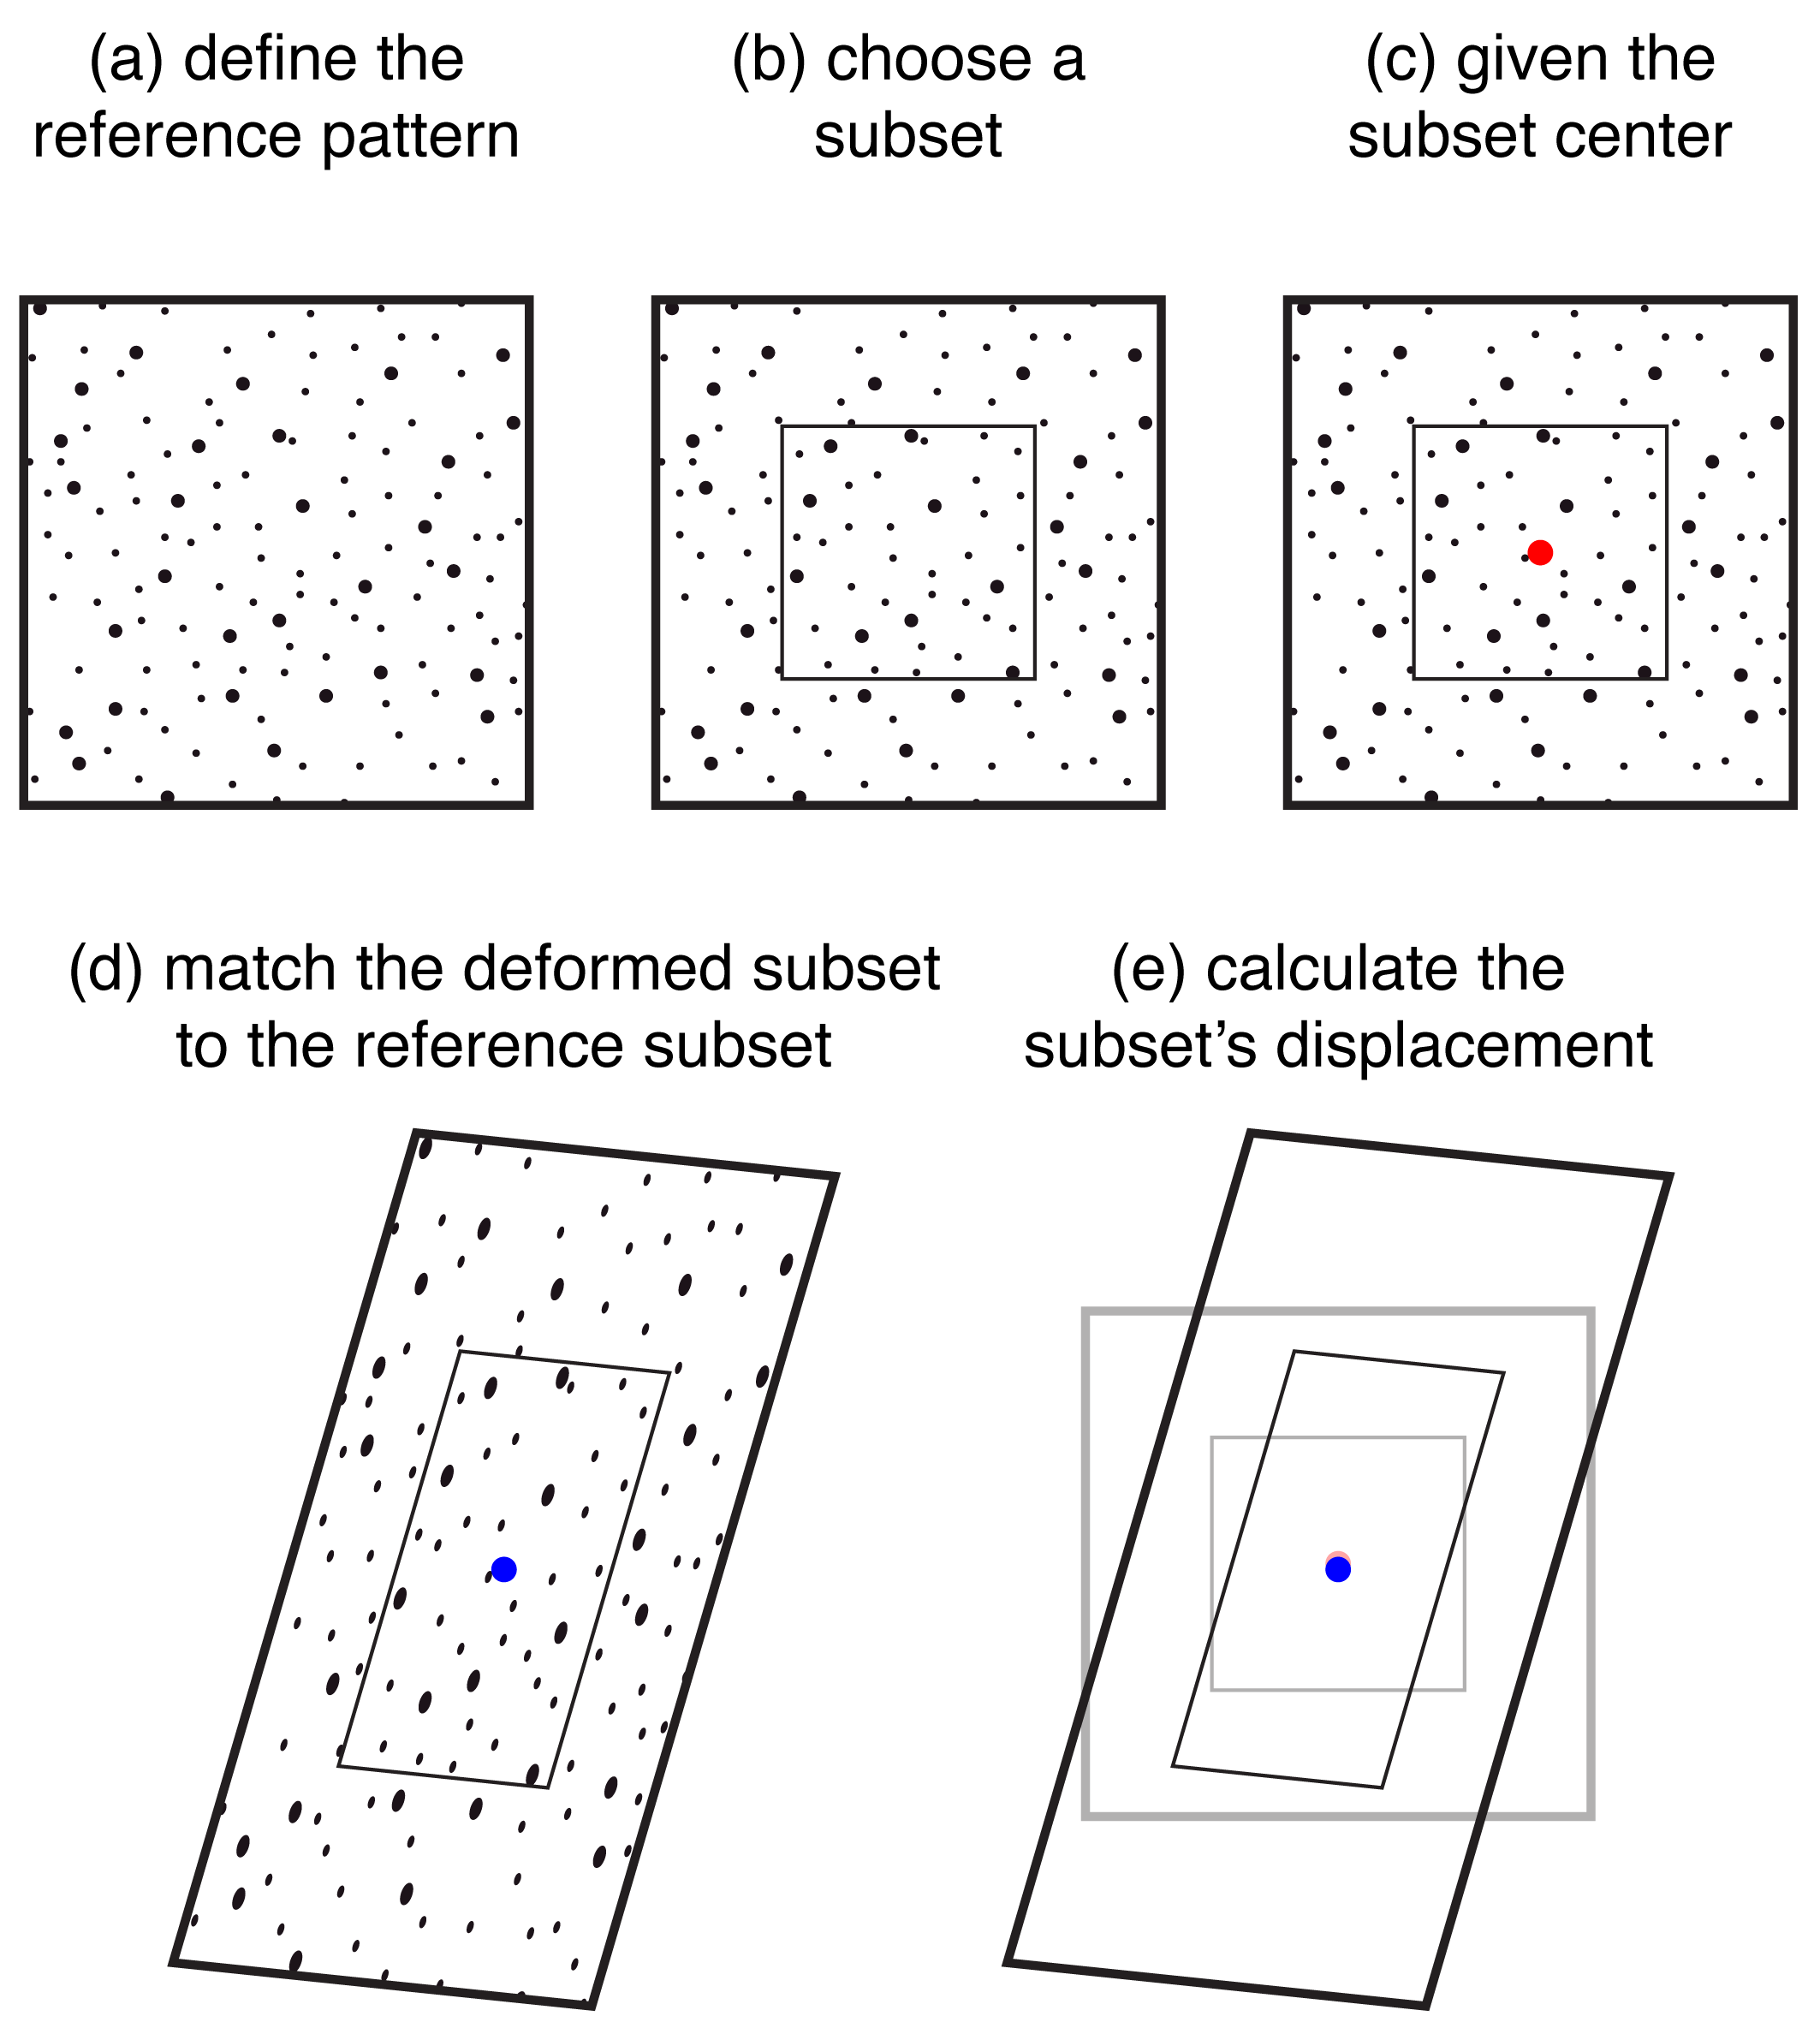 (a) define the
reference pattern
(b) choose a
subset
(c) given the
subset center
(d) match the deformed subset
to the reference subset
(e) calculate the
subset’s displacement